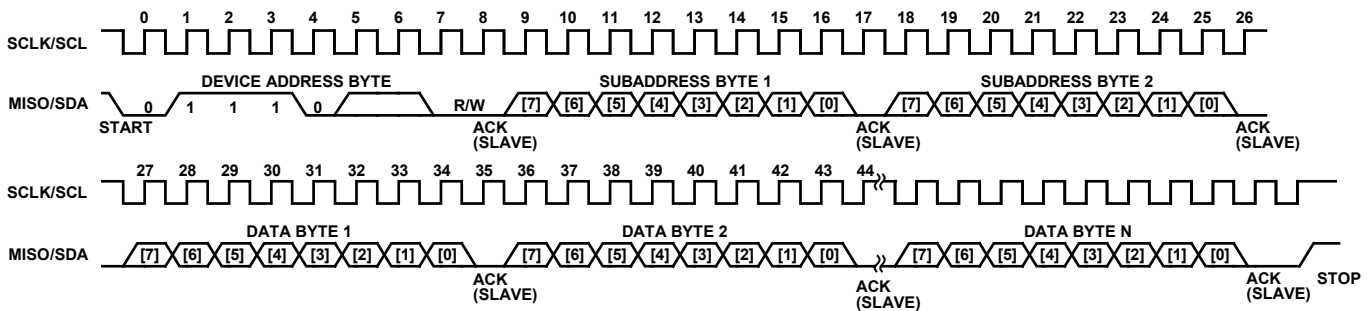 0 1 2 3 4 5 6 7 8 9 10 11 12 13 14 15 16 17 18 19 20 21 22 23 24 25 26
SCLK/SCL
DEVICE ADDRESS BYTE SUBADDRESS BYTE 1 SUBADDRESS BYTE 2
MISO/SDA 0 1 1 1 0 R/W [7] [6] [5] [4] [3] [2] [1] [0] [7] [6] [5] [4] [3] [2] [1] [0]
START ACK (SLAVE) ACK (SLAVE) ACK (SLAVE)
27 28 29 30 31 32 33 34 35 36 37 38 39 40 41 42 43 44
SCLK/SCL
DATA BYTE 1 DATA BYTE 2 DATA BYTE N
MISO/SDA [7] [6] [5] [4] [3] [2] [1] [0] [7] [6] [5] [4] [3] [2] [1] [0] [7] [6] [5] [4] [3] [2] [1] [0]
ACK (SLAVE) ACK (SLAVE) ACK (SLAVE) STOP